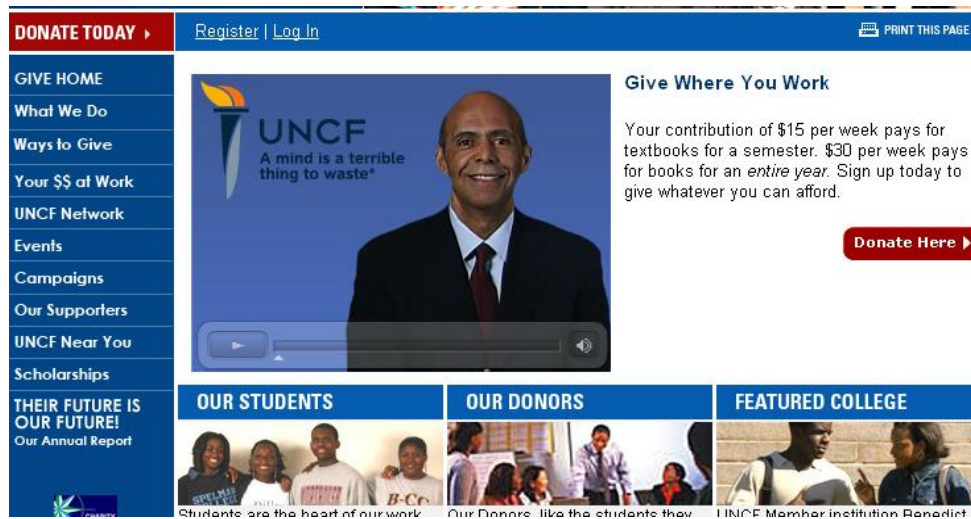 DONATE TODAY
Register | Log In
PRINT THIS PAGE
GIVE HOME
What We Do
Ways to Give
Your $$ at Work
UNCF Network
Events
Campaigns
Our Supporters
UNCF Near You
Scholarships
THEIR FUTURE IS
OUR FUTURE!
Our Annual Report
CHARITY
UNCF
A mind is a terrible
thing to waste®
Give Where You Work
Your contribution of $15 per week pays for
textbooks for a semester. $30 per week pays
for books for an entire year. Sign up today to
give whatever you can afford.
Donate Here
OUR STUDENTS
SPELMAN
B-CC
Students are the heart of our work
OUR DONORS
Our Donors, like the students they
FEATURED COLLEGE
UNCF Member institution Benedict